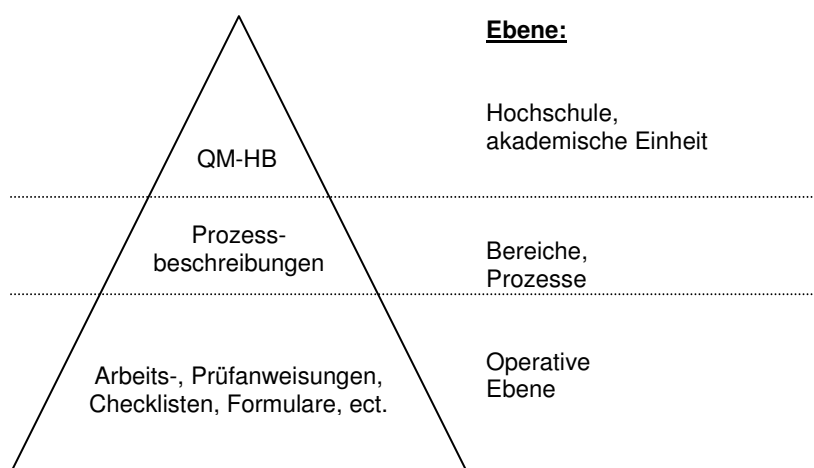 Ebene:
Hochschule,
akademische Einheit
QM-HB
Prozess-
beschreibungen
Bereiche,
Prozesse
Arbeits-, Prüfanweisungen,
Checklisten, Formulare, ect.
Operative
Ebene